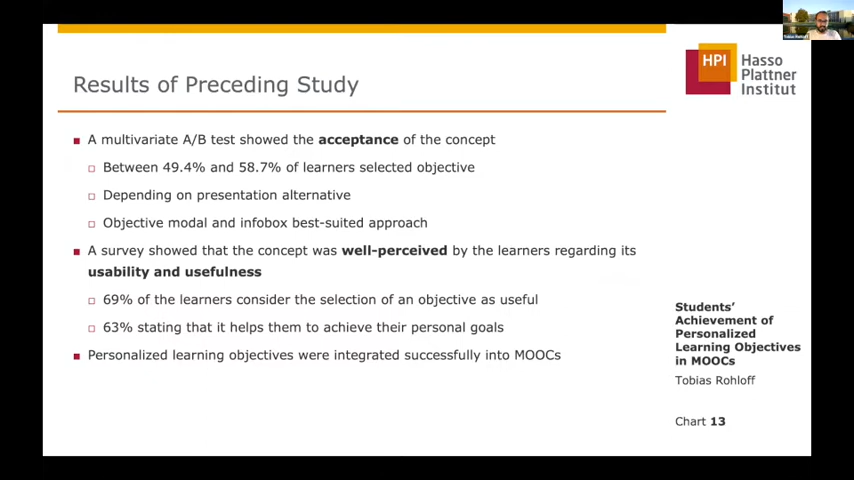 Tobias Rohloff
HPI
Hasso
Plattner
Institut
Results of Preceding Study
A multivariate A/B test showed the acceptance of the concept
Between 49.4% and 58.7% of learners selected objective
Depending on presentation alternative
Objective modal and infobox best-suited approach
A survey showed that the concept was well-perceived by the learners regarding its
usability and usefulness
69% of the learners consider the selection of an objective as useful
63% stating that it helps them to achieve their personal goals
Personalized learning objectives were integrated successfully into MOOCs
Students'
Achievement of
Personalized
Learning Objectives
in MOOCs
Tobias Rohloff
Chart 13